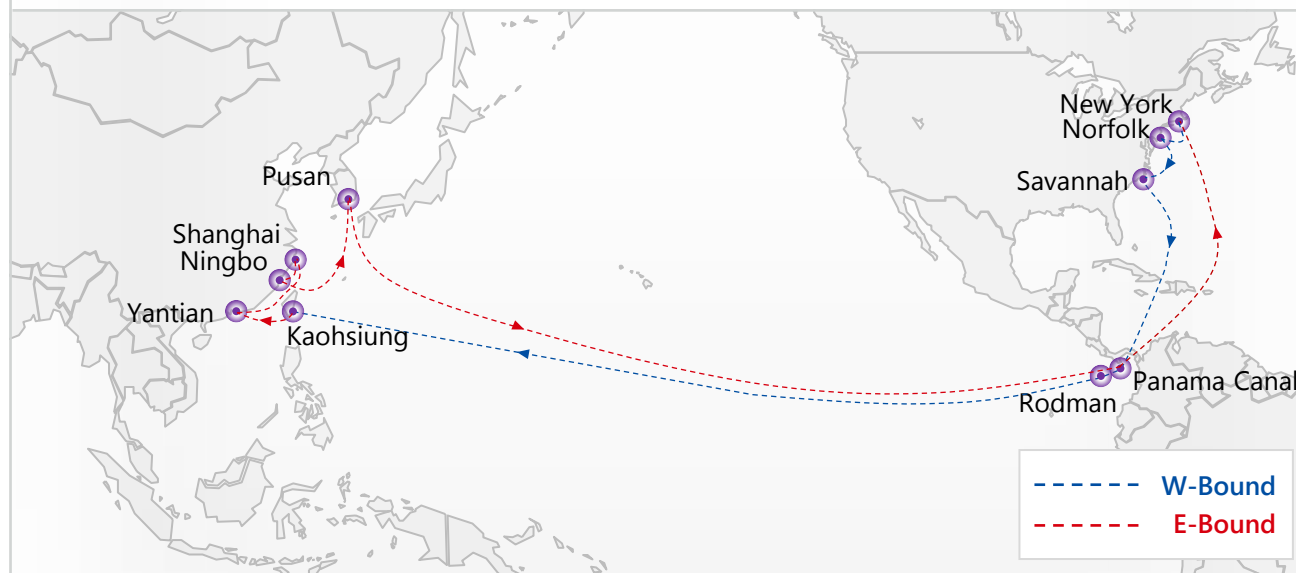 New York
Norfolk
Pusan
Savannah
Shanghai
Ningbo
Yantian
Kaohsiung
Panama Canal
Rodman
W-Bound
E-Bound